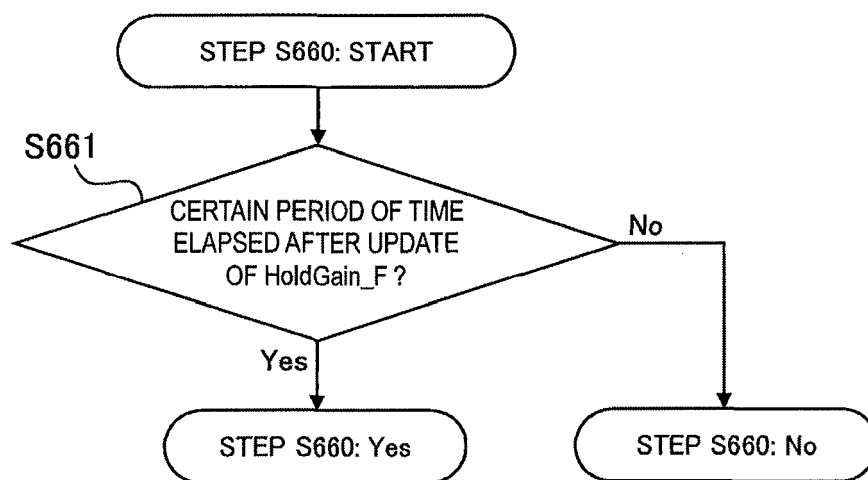 STEP S660: START
S661
CERTAIN PERIOD OF TIME
ELAPSED AFTER UPDATE
OF HoldGain_F ?
No
Yes
STEP S660: Yes
STEP S660: No